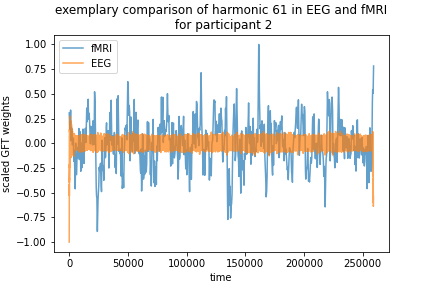 exemplary comparison of harmonic 61 in EEG and fMRI
for participant 2
fMRI
EEG
1.00
0.75
0.50
0.25
0.00
−0.25
−0.50
−0.75
−1.00
scaled GFT weights
0 50000 100000 150000 200000 250000
time